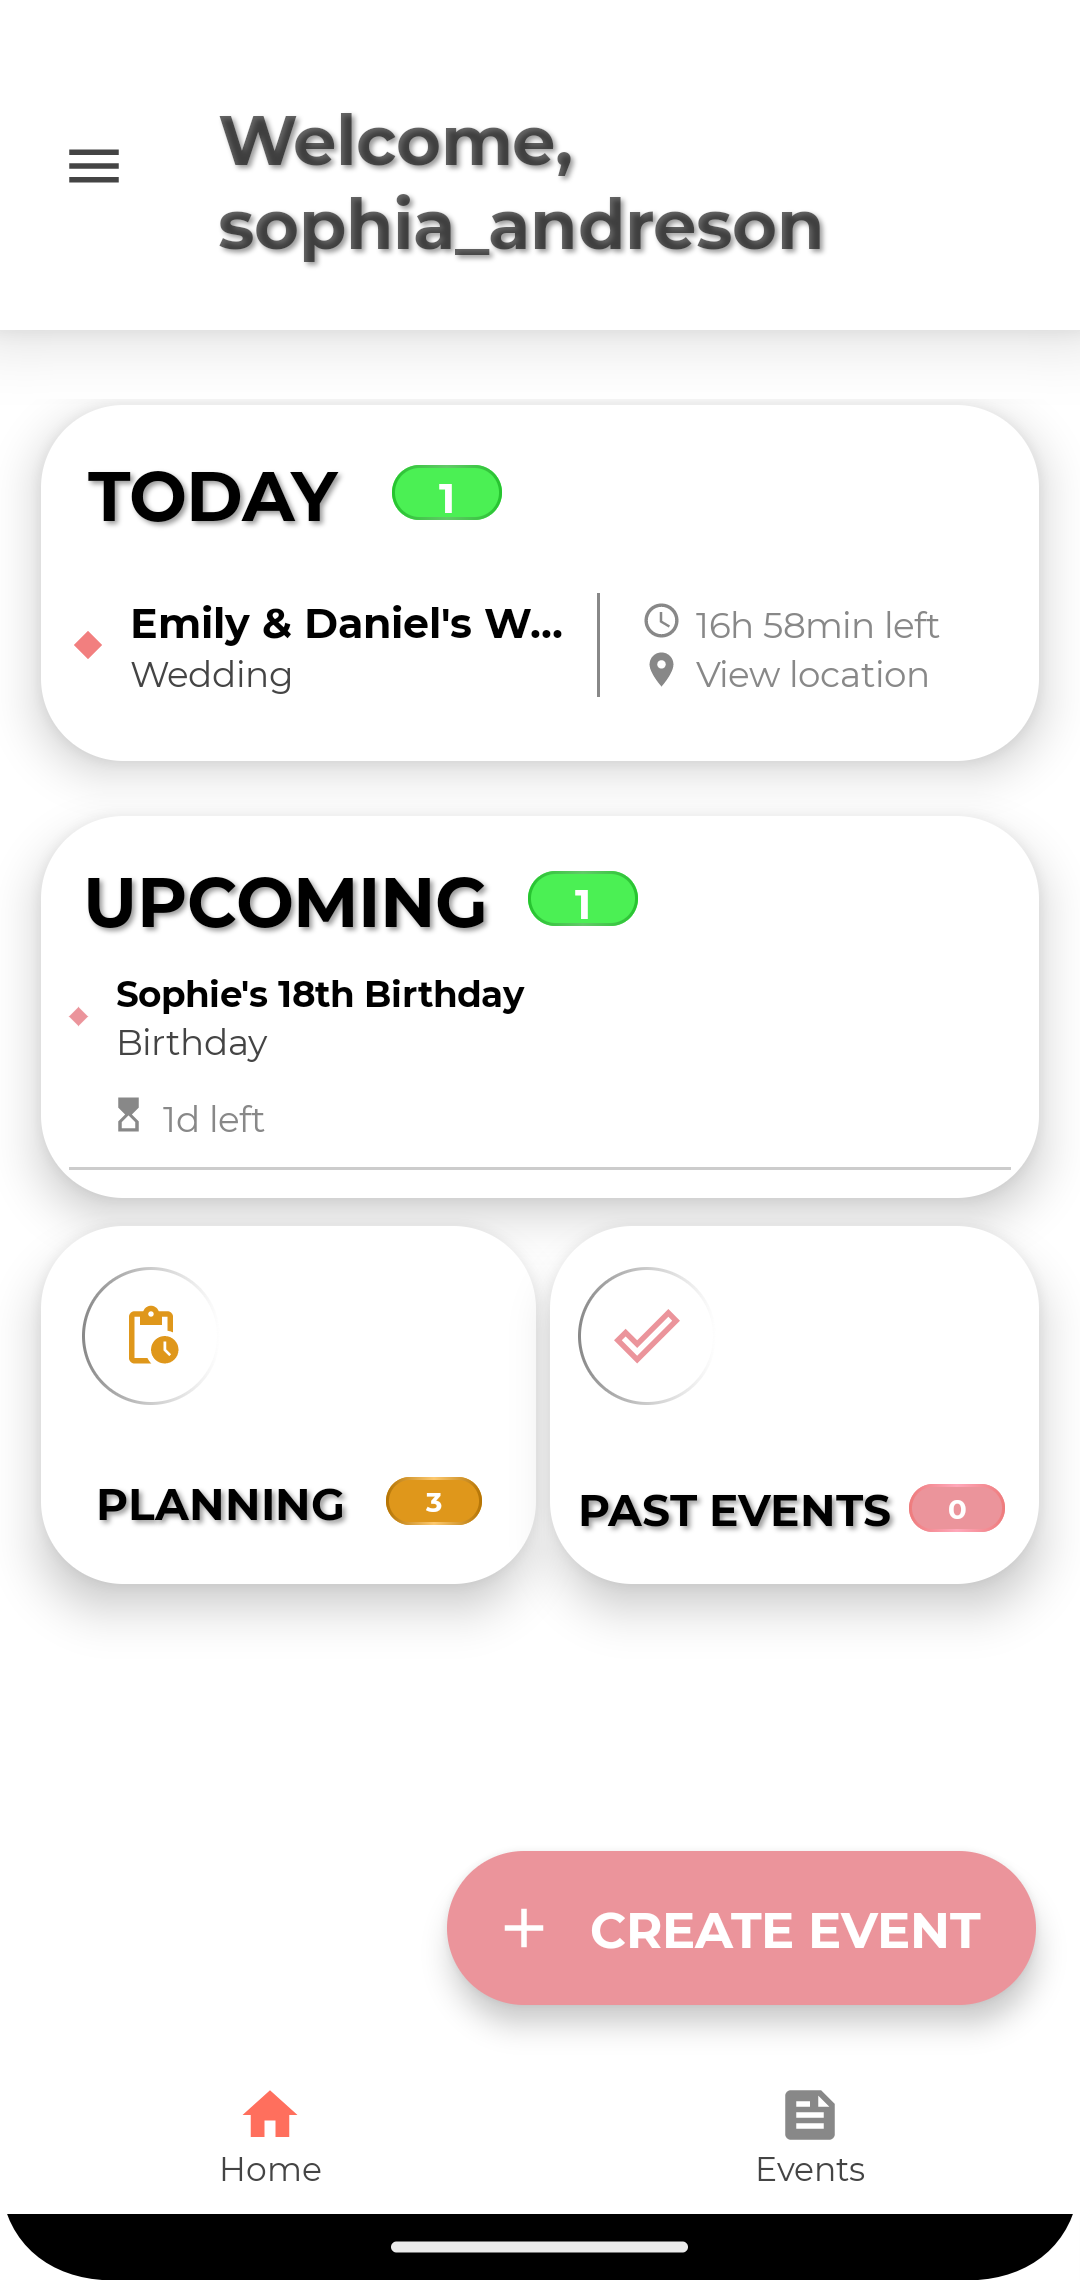 Welcome,
sophia_andreson
TODAY 1
Emily & Daniel's W...
Wedding
16h 58min left
View location
UPCOMING 1
Sophie's 18th Birthday
Birthday
1d left
PLANNING 3
PAST EVENTS 0
CREATE EVENT
Home
Events